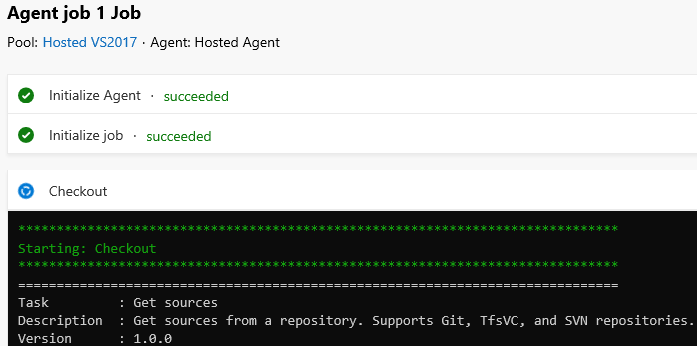 Agent job 1 Job
Pool: Hosted VS2017 · Agent: Hosted Agent
Initialize Agent · succeeded
Initialize job · succeeded
Checkout
******************************************************************************
Starting: Checkout
******************************************************************************
==============================================================================
Task         : Get sources
Description  : Get sources from a repository. Supports Git, TfsVC, and SVN repositories.
Version      : 1.0.0